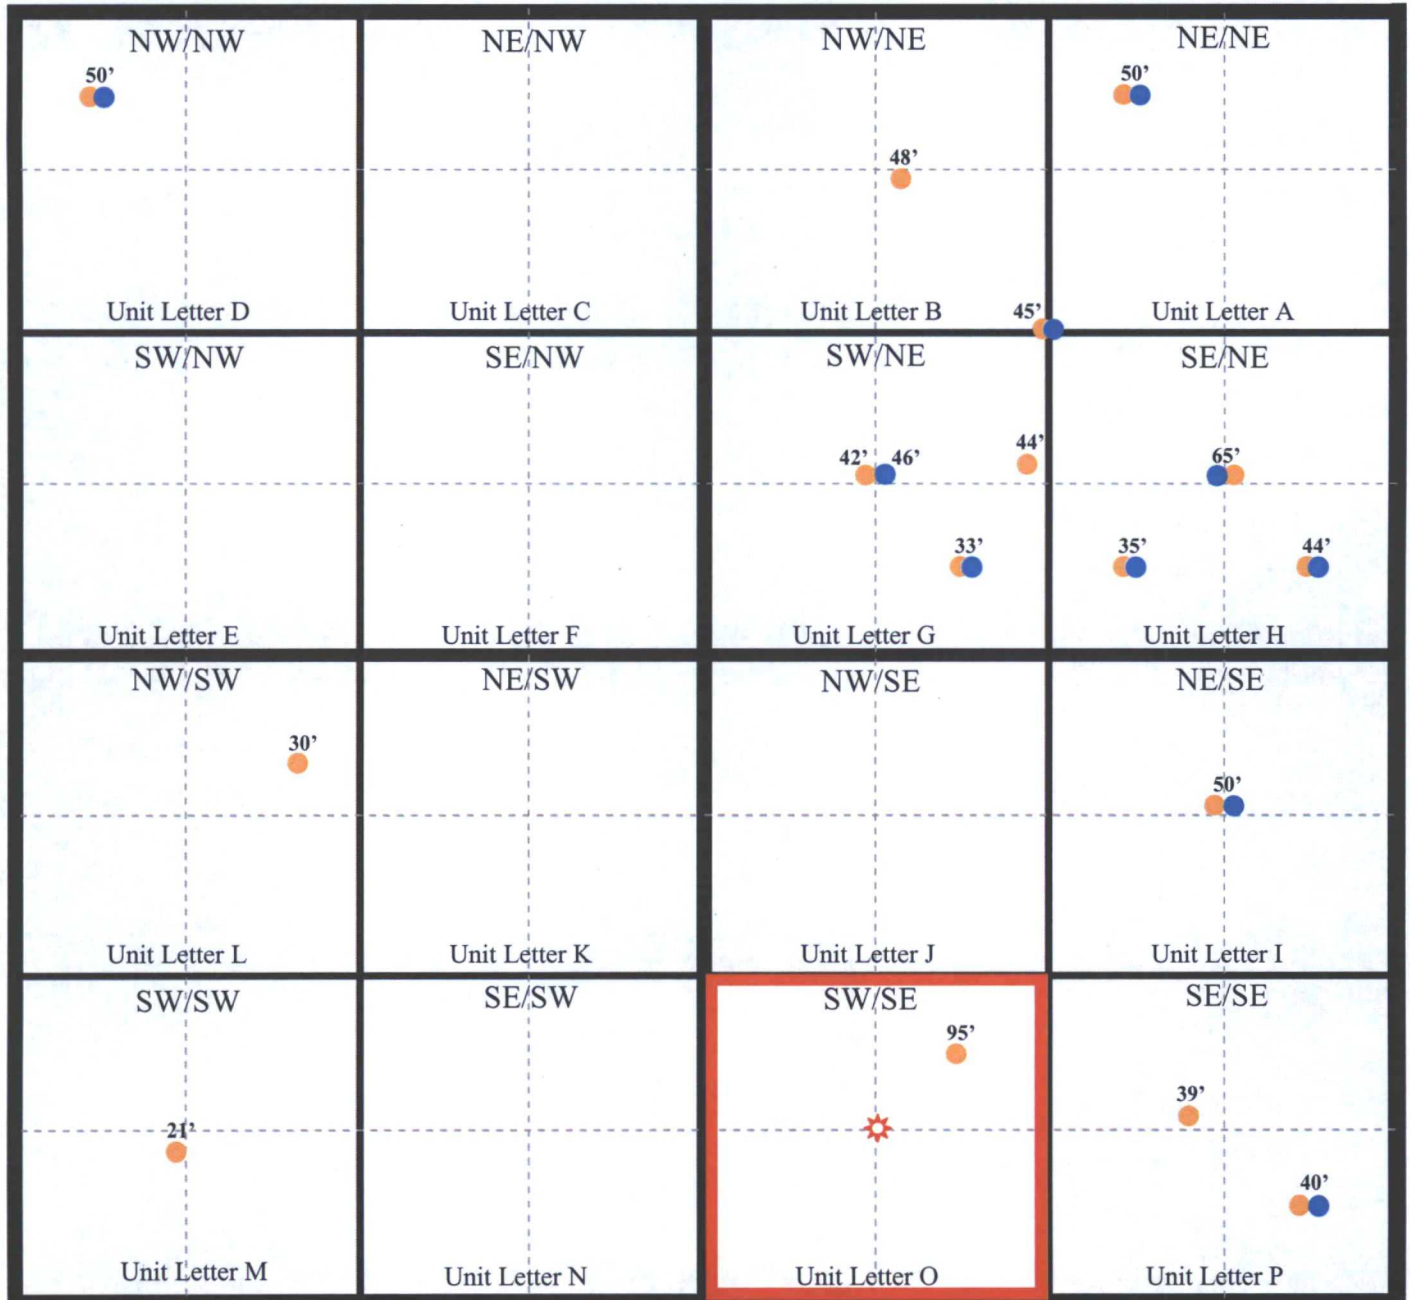 NW/NW
NE/NW
NW/NE
NE/NE
50’
50’
48’
Unit Letter D
Unit Letter C
Unit Letter B
45’
Unit Letter A
SW/NW
SE/NW
SW/NE
SE/NE
42’
46’
44’
65’
33’
35’
44’
Unit Letter E
Unit Letter F
Unit Letter G
Unit Letter H
NW/SW
NE/SW
NW/SE
NE/SE
30’
50’
Unit Letter L
Unit Letter K
Unit Letter J
Unit Letter I
SW/SW
SE/SW
SW/SE
SE/SE
95’
39’
21’
40’
Unit Letter M
Unit Letter N
Unit Letter O
Unit Letter P